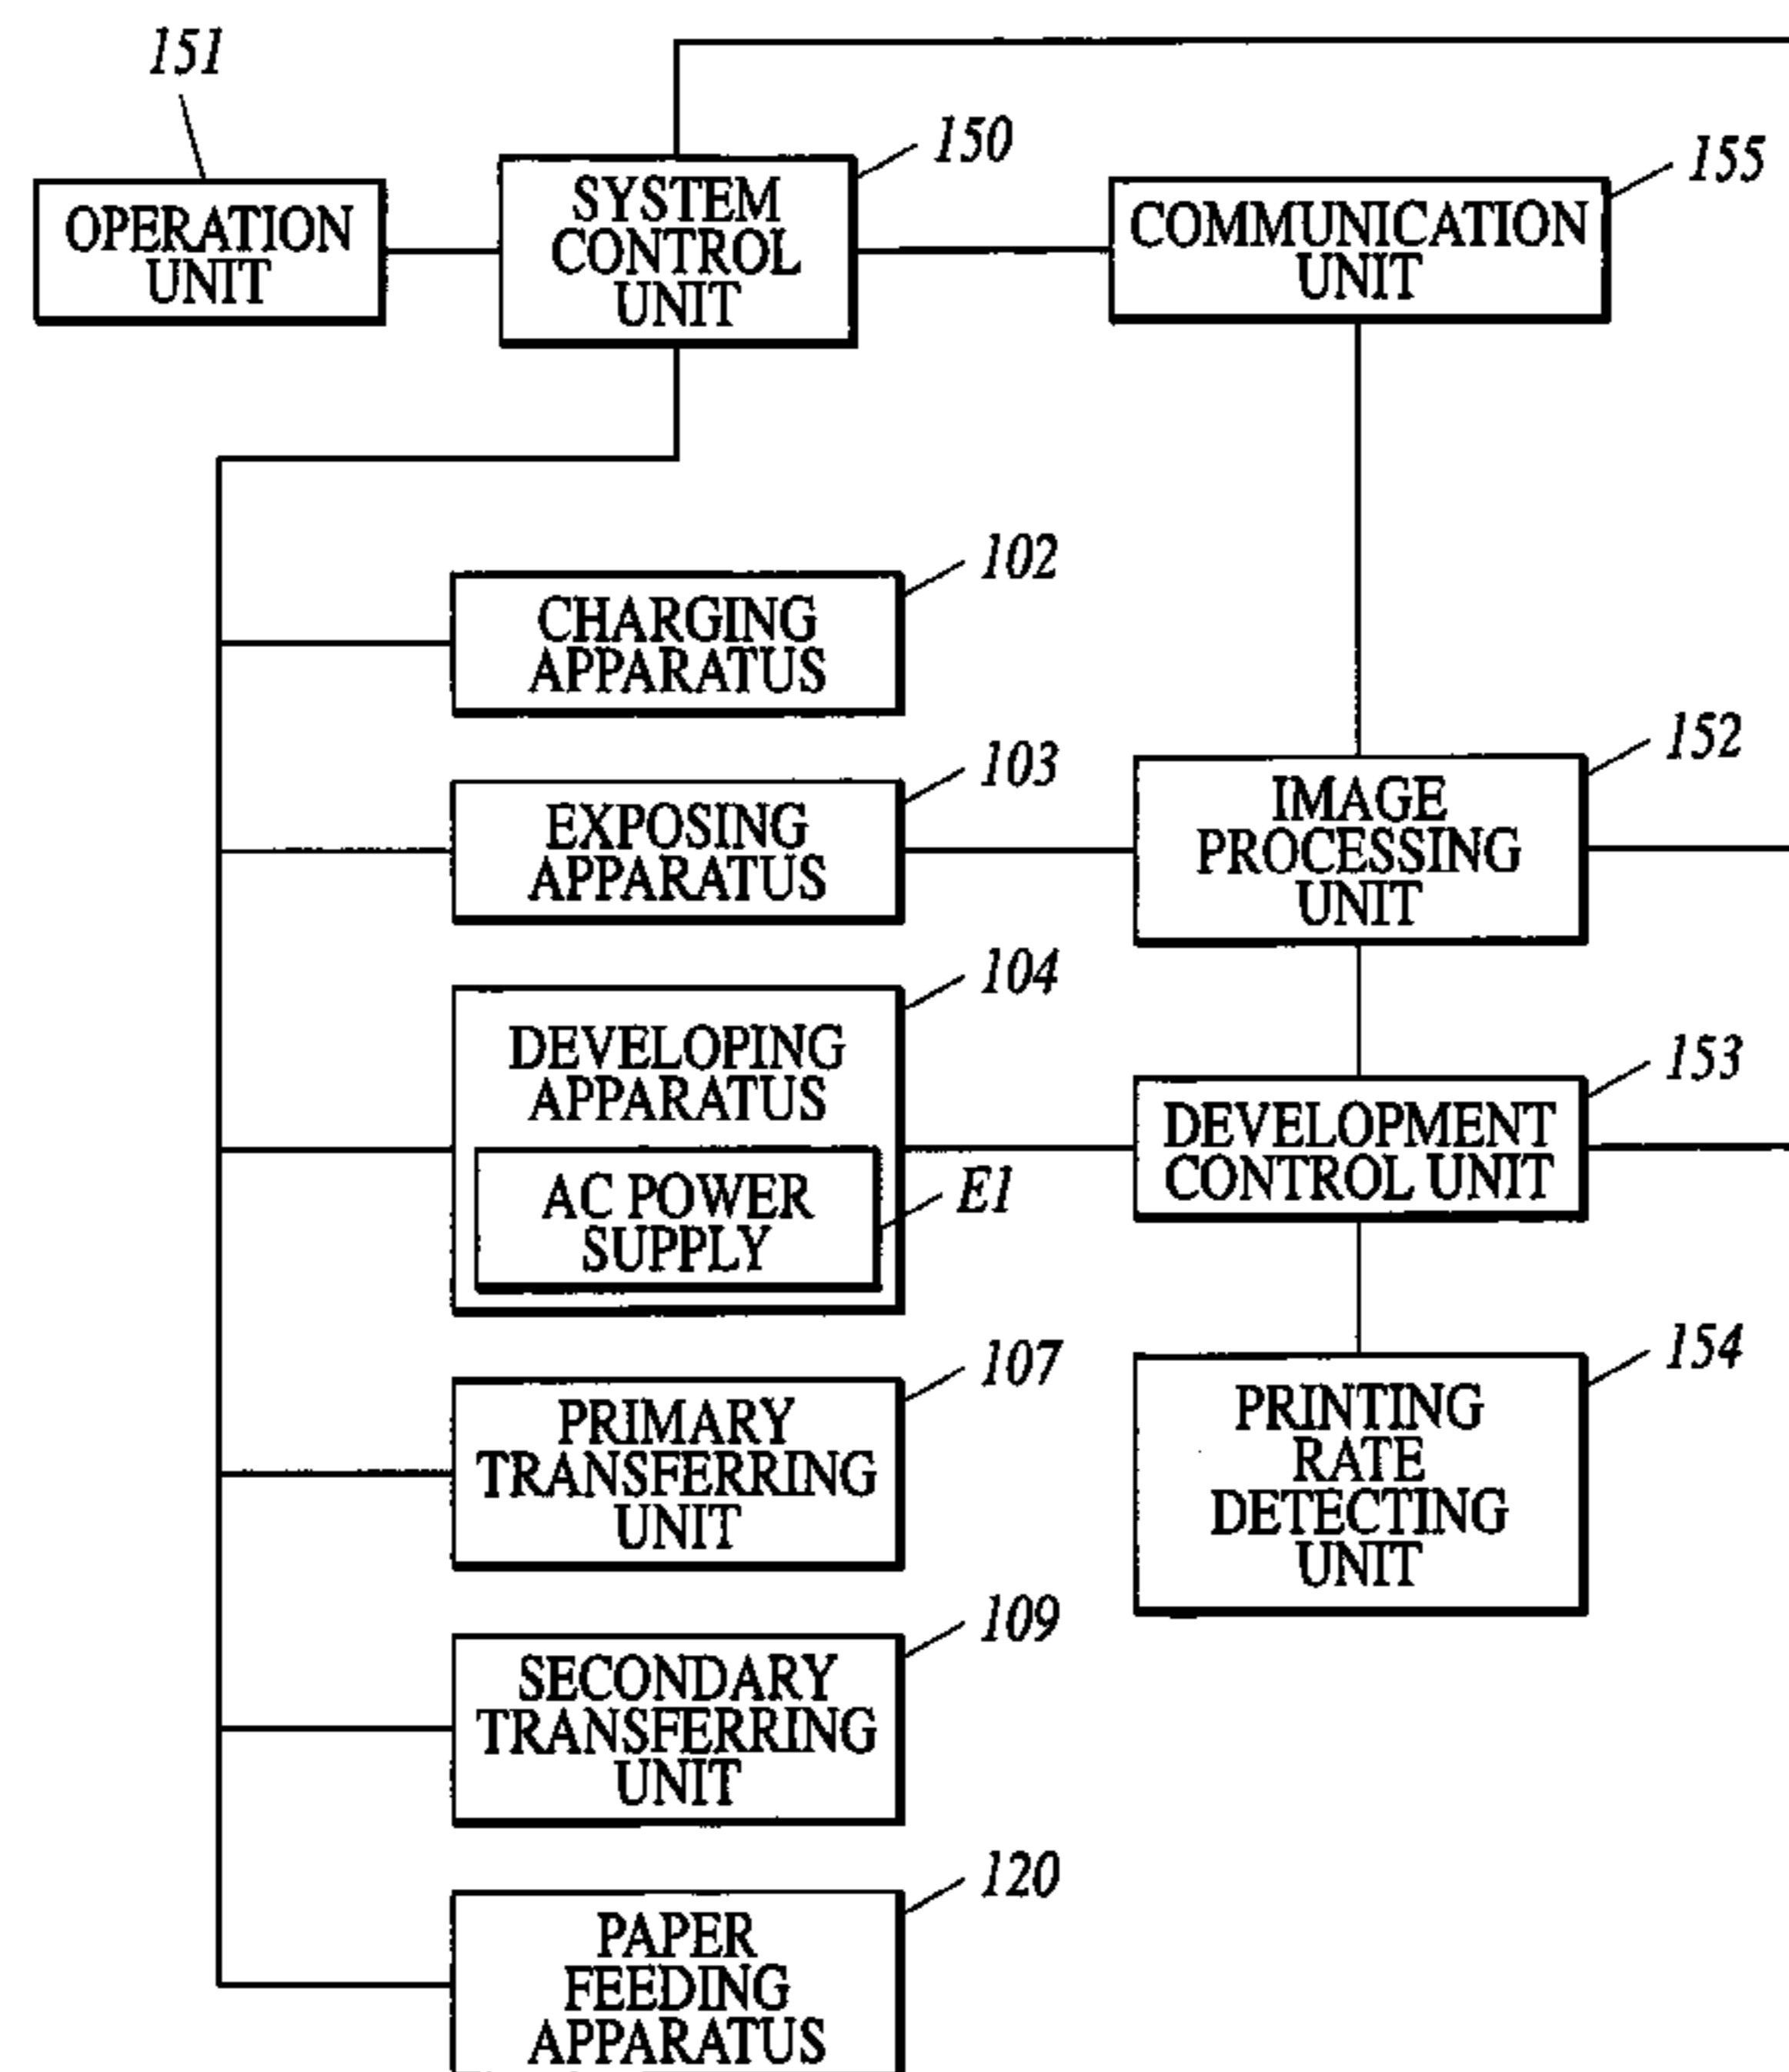 151
OPERATION
UNIT
150
SYSTEM
CONTROL
UNIT
155
COMMUNICATION
UNIT
102
CHARGING
APPARATUS
103
EXPOSING
APPARATUS
152
IMAGE
PROCESSING
UNIT
104
DEVELOPING
APPARATUS
AC POWER
SUPPLY
E1
153
DEVELOPMENT
CONTROL UNIT
107
PRIMARY
TRANSFERRING
UNIT
154
PRINTING
RATE
DETECTING
UNIT
109
SECONDARY
TRANSFERRING
UNIT
120
PAPER
FEEDING
APPARATUS